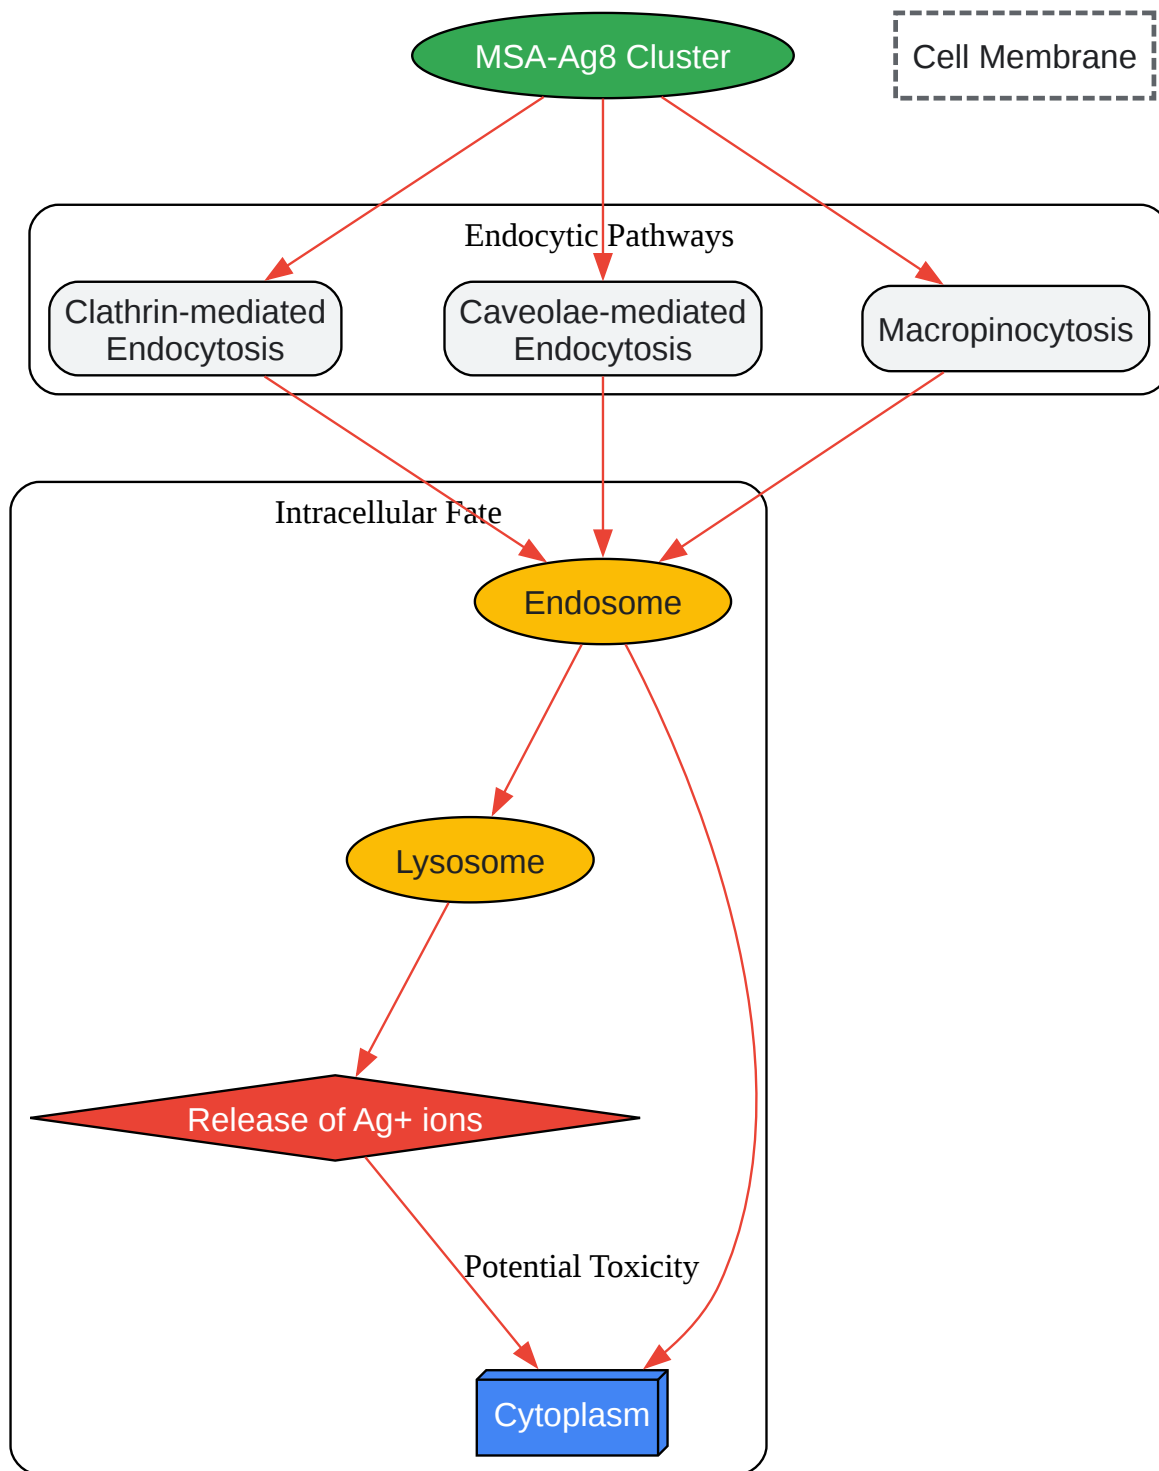 MSA-Ag8 Cluster
Cell Membrane
Endocytic Pathways
Clathrin-mediated
Endocytosis
Caveolae-mediated
Endocytosis
Macropinocytosis
Intracellular Fate
Endosome
Lysosome
Release of Ag+ ions
Potential Toxicity
Cytoplasm